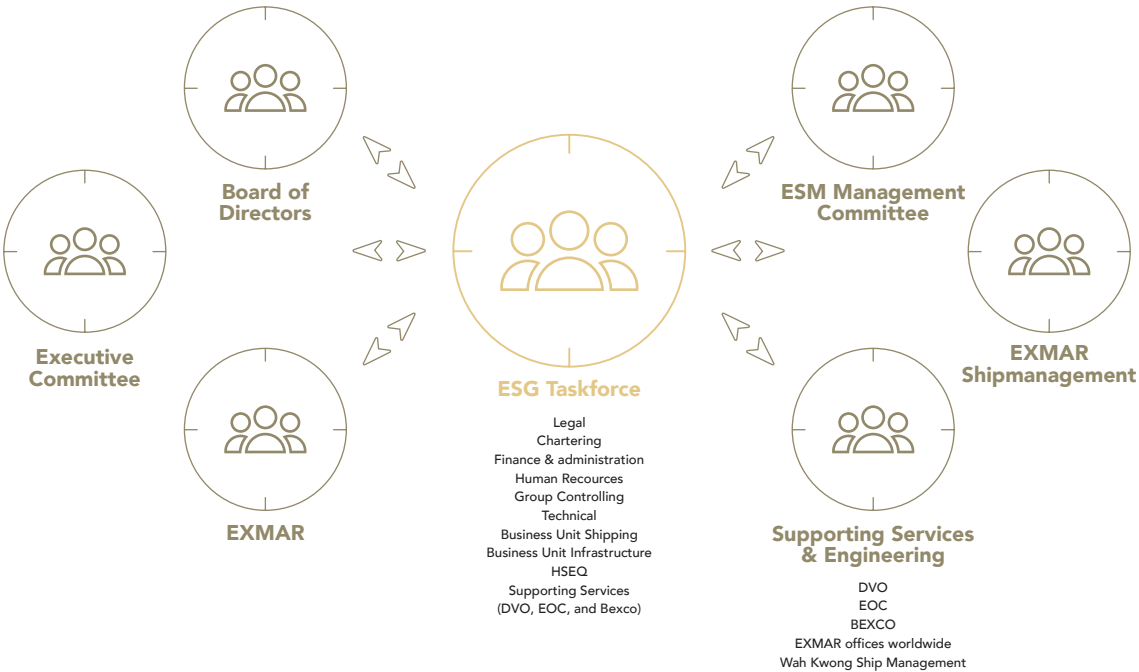 Board of
Directors
Executive
Committee
EXMAR
ESG Taskforce
Legal
Chartering
Finance & administration
Human Recources
Group Controlling
Technical
Business Unit Shipping
Business Unit Infrastructure
HSEQ
Supporting Services
(DVO, EOC, and Bexco)
ESM Management
Committee
EXMAR
Shipmanagement
Supporting Services
& Engineering
DVO
EOC
BEXCO
EXMAR offices worldwide
Wah Kwong Ship Management